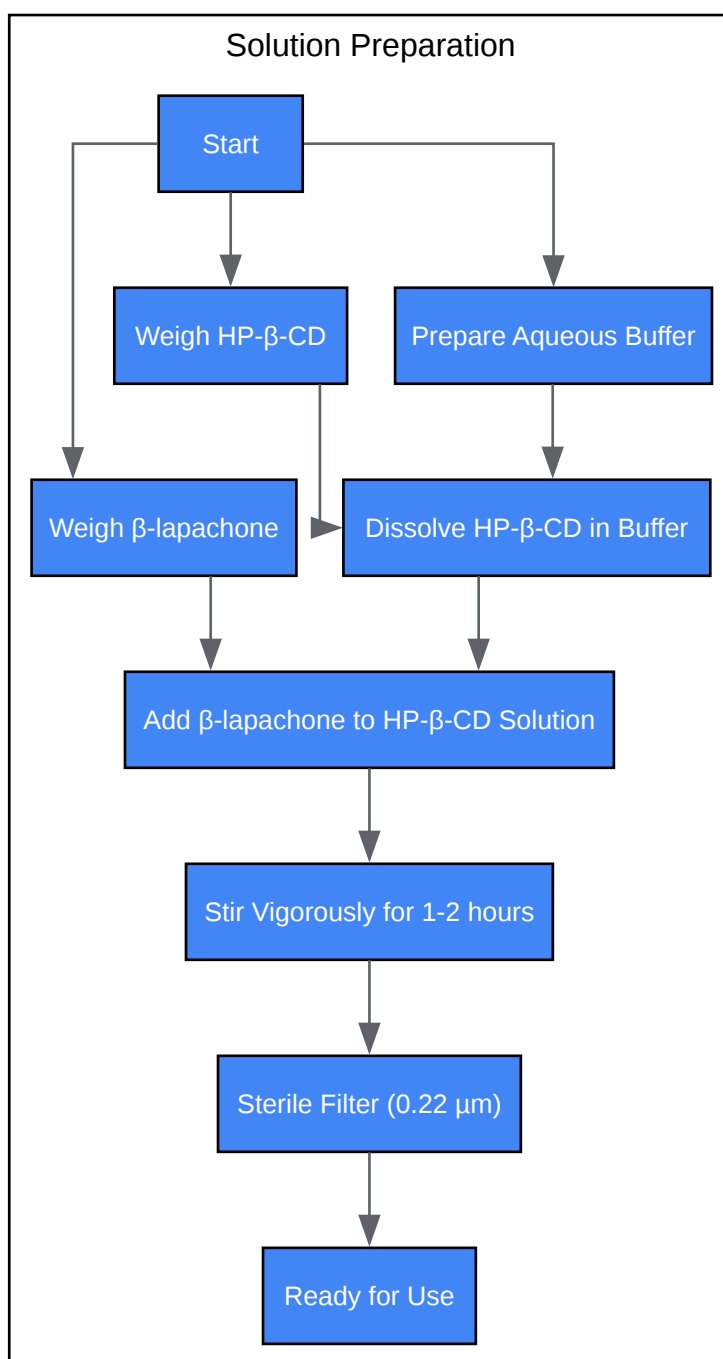 Solution Preparation
Start
Weigh HP-β-CD
Prepare Aqueous Buffer
Weigh β-lapachone
Dissolve HP-β-CD in Buffer
Add β-lapachone to HP-β-CD Solution
Stir Vigorously for 1-2 hours
Sterile Filter (0.22 µm)
Ready for Use